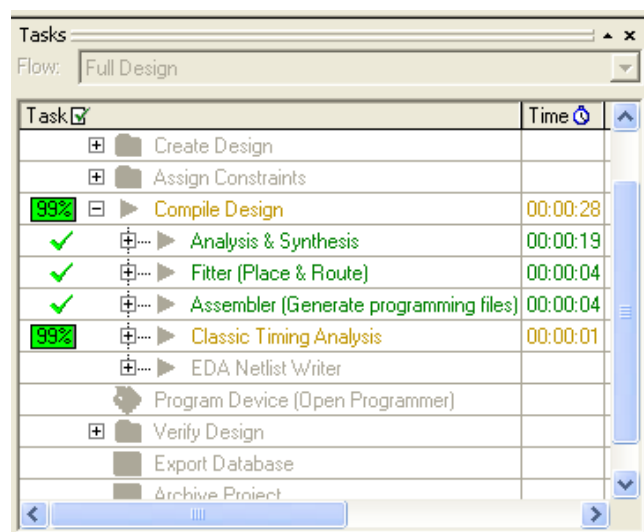 Tasks
Flow: Full Design
Task Time
Create Design
Assign Constraints
99% Compile Design 00:00:28
Analysis & Synthesis 00:00:19
Fitter (Place & Route) 00:00:04
Assembler (Generate programming files) 00:00:04
99% Classic Timing Analysis 00:00:01
EDA Netlist Writer
Program Device (Open Programmer)
Verify Design
Export Database
Archive Project